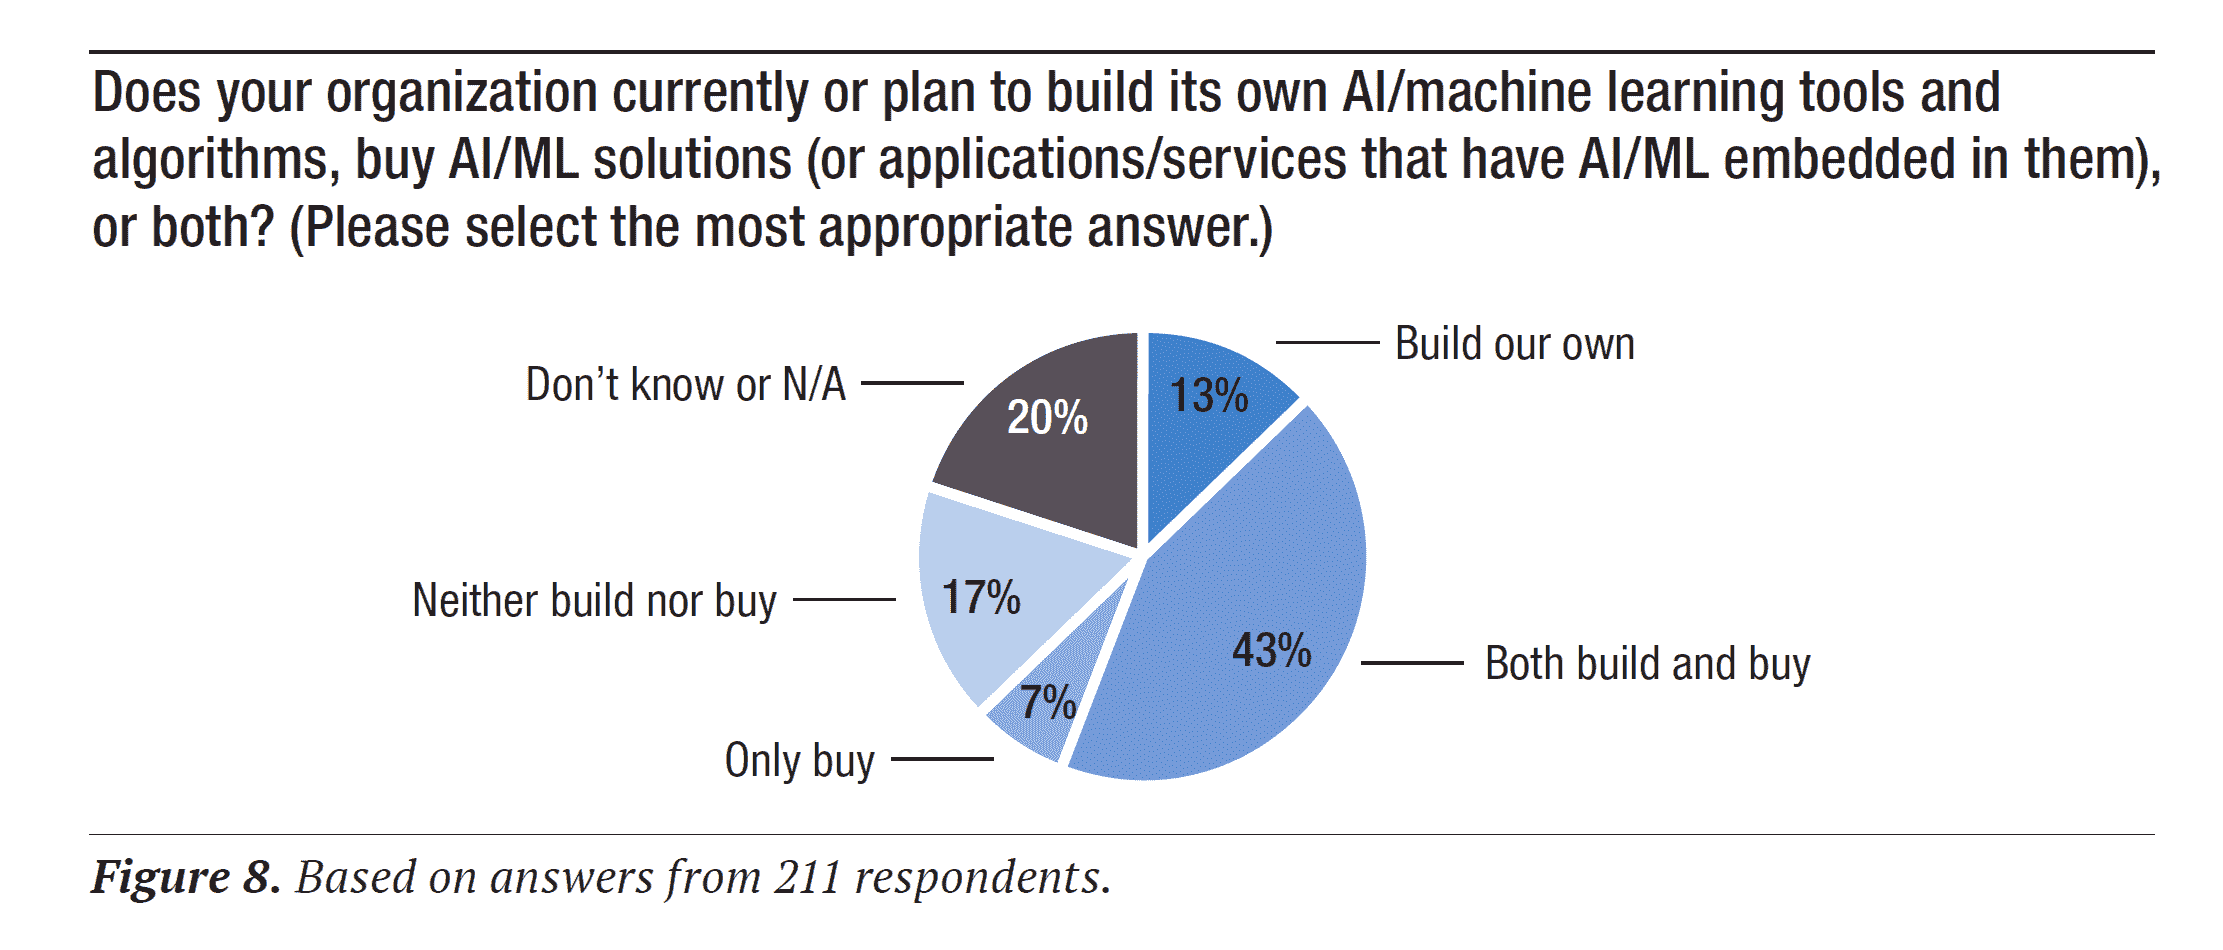 Does your organization currently or plan to build its own AI/machine learning tools and
algorithms, buy AI/ML solutions (or applications/services that have AI/ML embedded in them),
or both? (Please select the most appropriate answer.)
Build our own
13%
Don’t know or N/A
20%
Neither build nor buy
17%
43%
Both build and buy
7%
Only buy
Figure 8. Based on answers from 211 respondents.